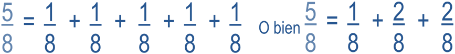 5/8 = 1/8 + 1/8 + 1/8 + 1/8 + 1/8 O bien 5/8 = 1/8 + 2/8 + 2/8